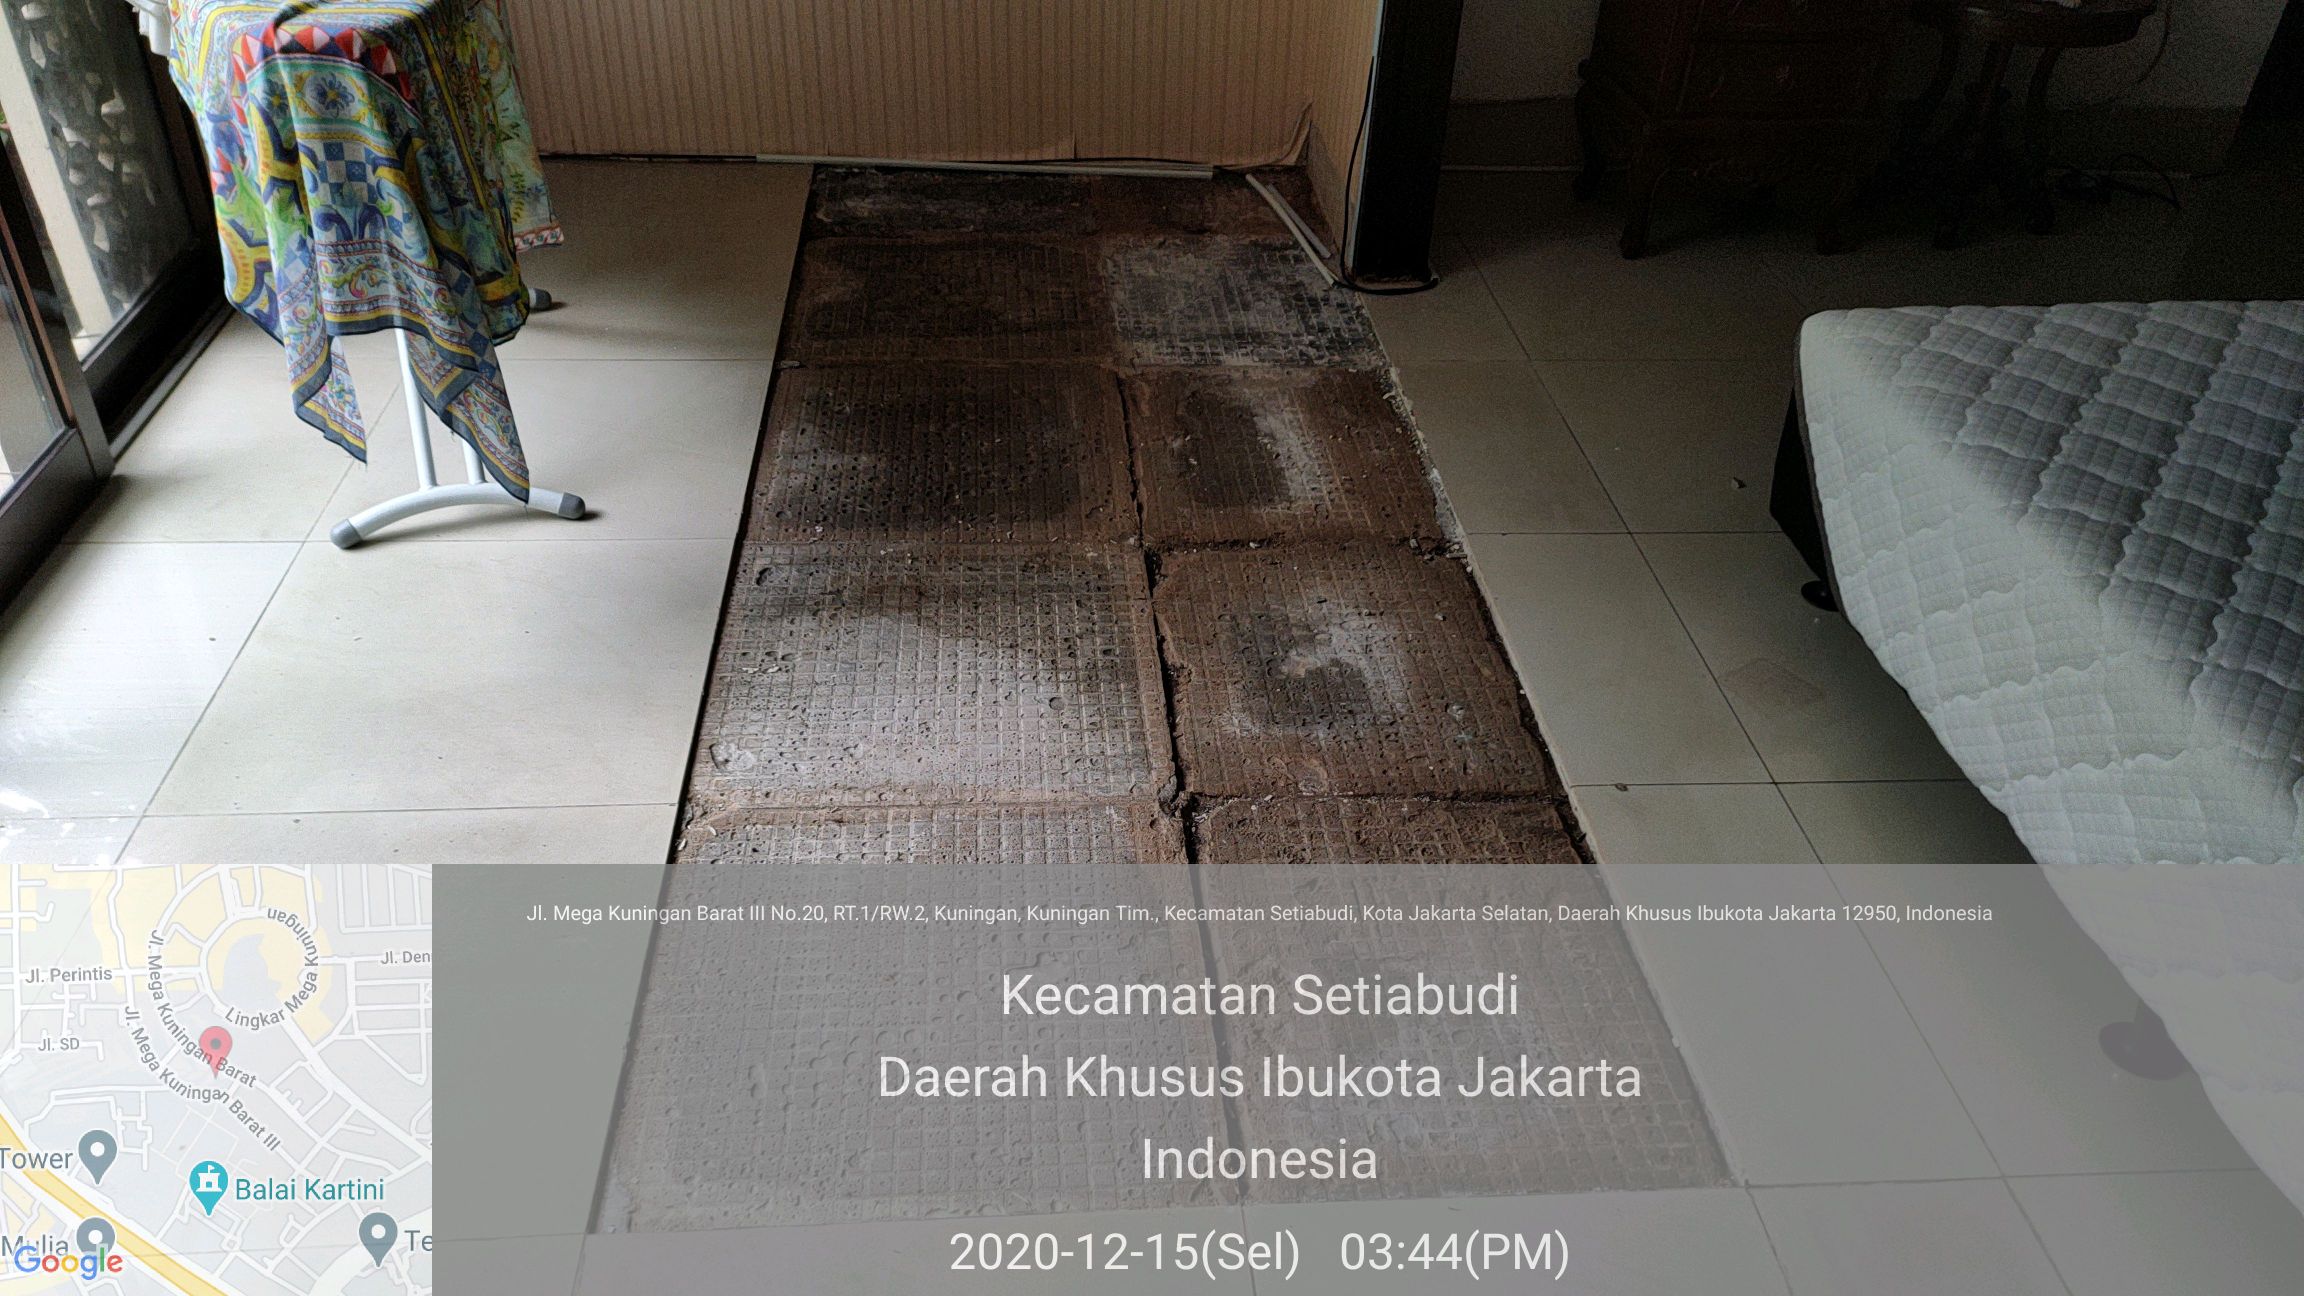 Jl. Mega Kuningan Barat III No.20, RT.1/RW.2, Kuningan, Kuningan Tim., Kecamatan Setiabudi, Kota Jakarta Selatan, Daerah Khusus Ibukota Jakarta 12950, Indonesia
Kecamatan Setiabudi
Daerah Khusus Ibukota Jakarta
Indonesia
2020-12-15(Sel) 03:44(PM)
Jl. Mega Kuningan Barat
Lingkar Mega Kuningan
Jl. Perintis
Jl. Den
Jl. SD
Jl. Mega Kuningan Barat III
Tower
Balai Kartini
Mulia
Te
Google